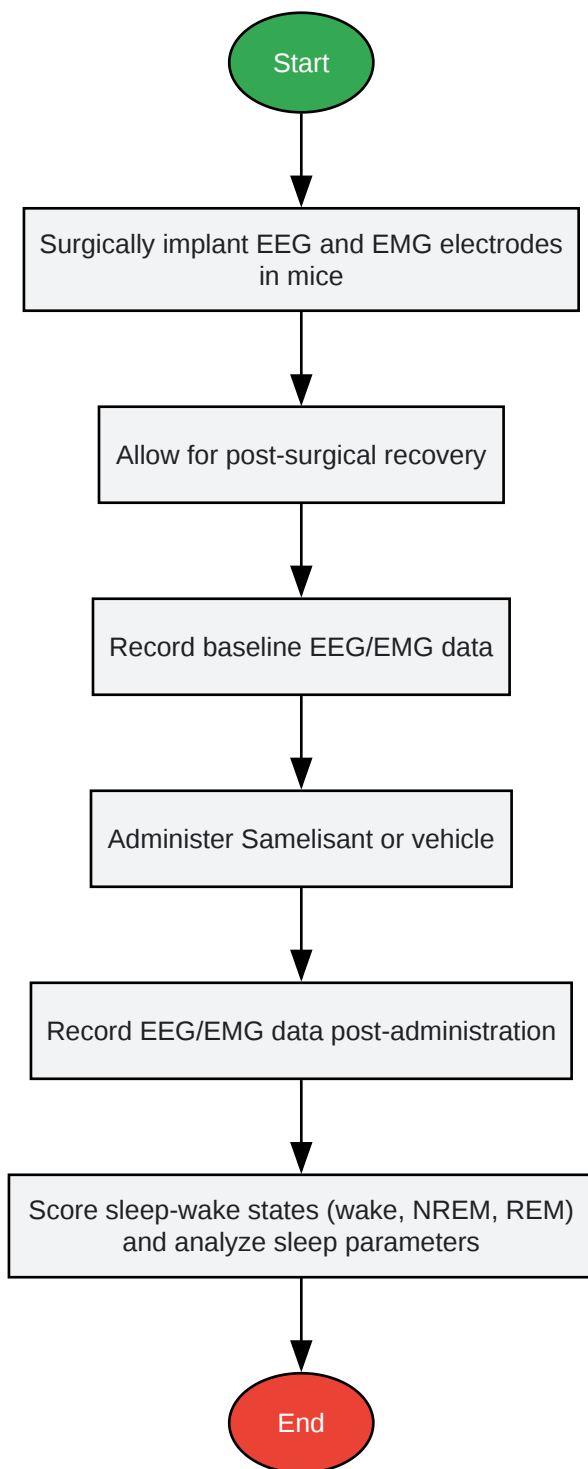 Start
Surgically implant EEG and EMG electrodes
in mice
Allow for post-surgical recovery
Record baseline EEG/EMG data
Administer Samelisant or vehicle
Record EEG/EMG data post-administration
Score sleep-wake states (wake, NREM, REM)
and analyze sleep parameters
End